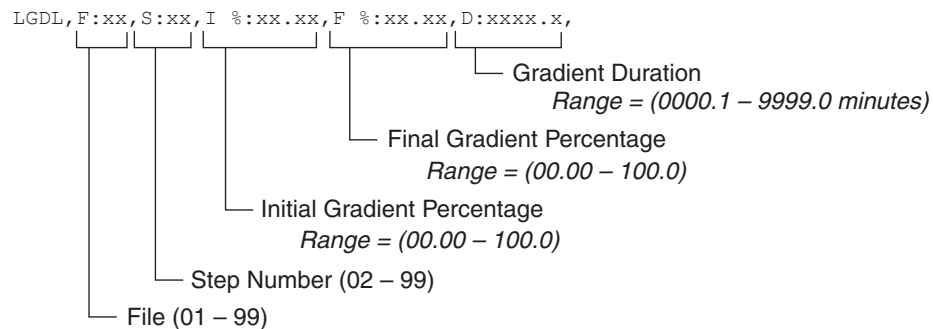 LGDL,F:xx,S:xx,I %:xx.xx,F %:xx.xx,D:xxxx.x,
Gradient Duration
Range = (0000.1 – 9999.0 minutes)
Final Gradient Percentage
Range = (00.00 – 100.0)
Initial Gradient Percentage
Range = (00.00 – 100.0)
Step Number (02 – 99)
File (01 – 99)